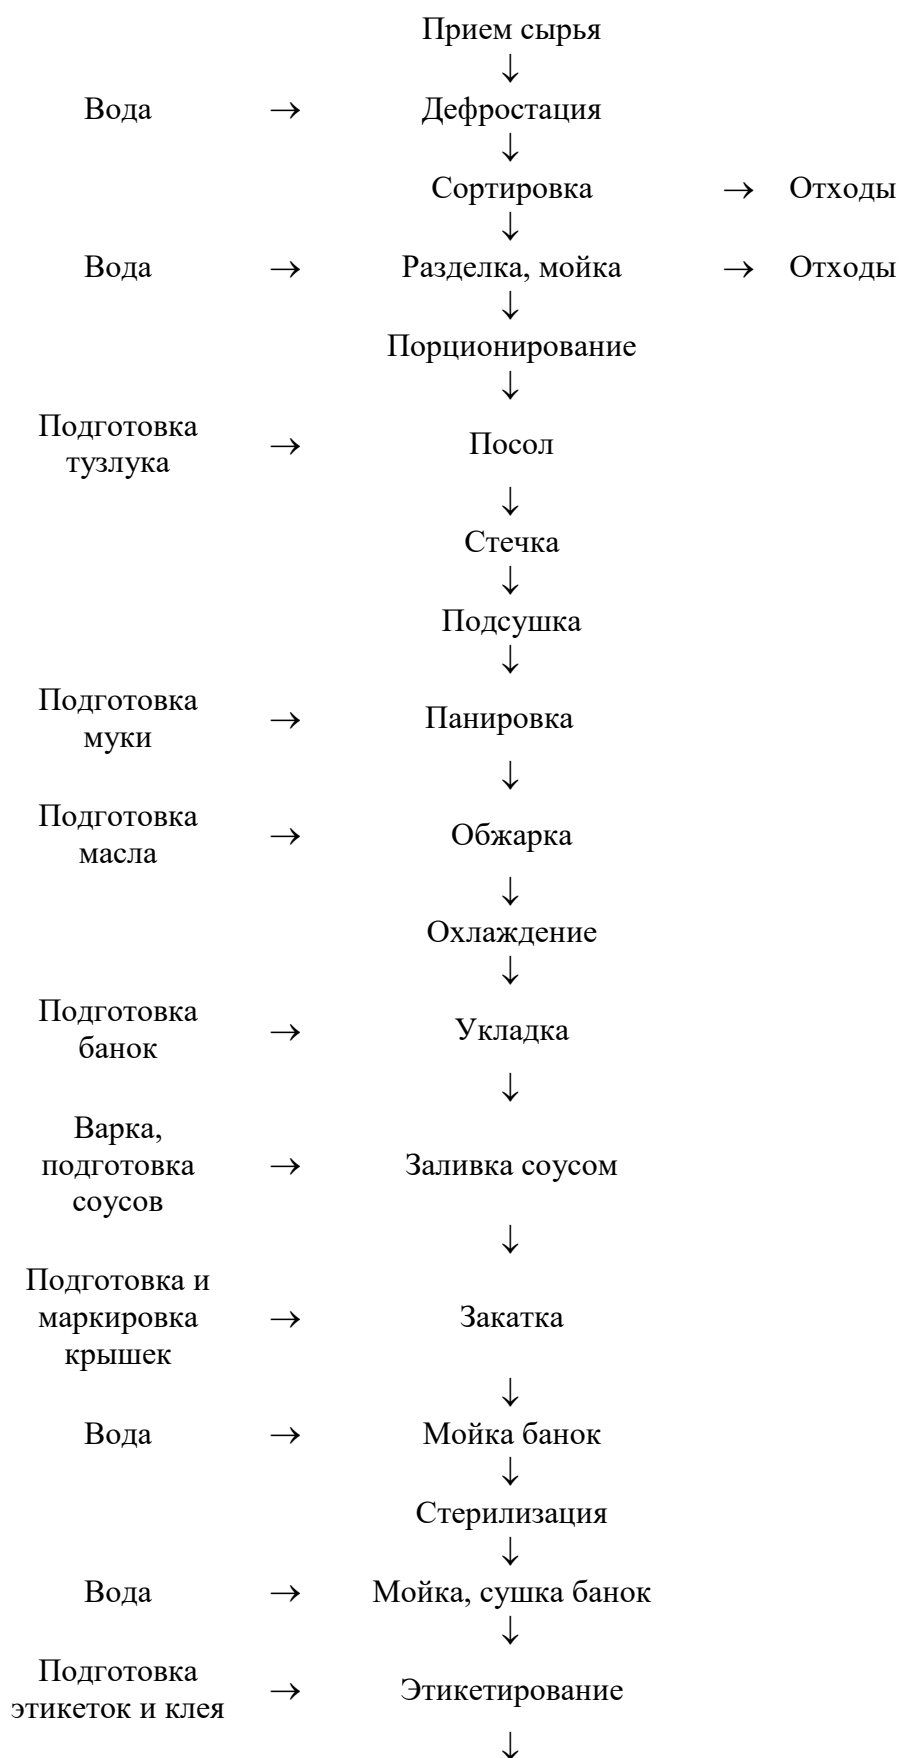 Прием сырья
↓
Вода → Дефростация
↓
Сортировка → Отходы
↓
Вода → Разделка, мойка → Отходы
↓
Порционирование
↓
Подготовка
тузлука → Посол
↓
Стечка
↓
Подсушка
↓
Подготовка
муки → Панировка
↓
Подготовка
масла → Обжарка
↓
Охлаждение
↓
Подготовка
банок → Укладка
↓
Варка,
подготовка → Заливка соусом
соусов
↓
Подготовка и
маркировка → Закатка
крышек
↓
Вода → Мойка банок
↓
Стерилизация
↓
Вода → Мойка, сушка банок
↓
Подготовка
этикеток и клея → Этикетирование
↓